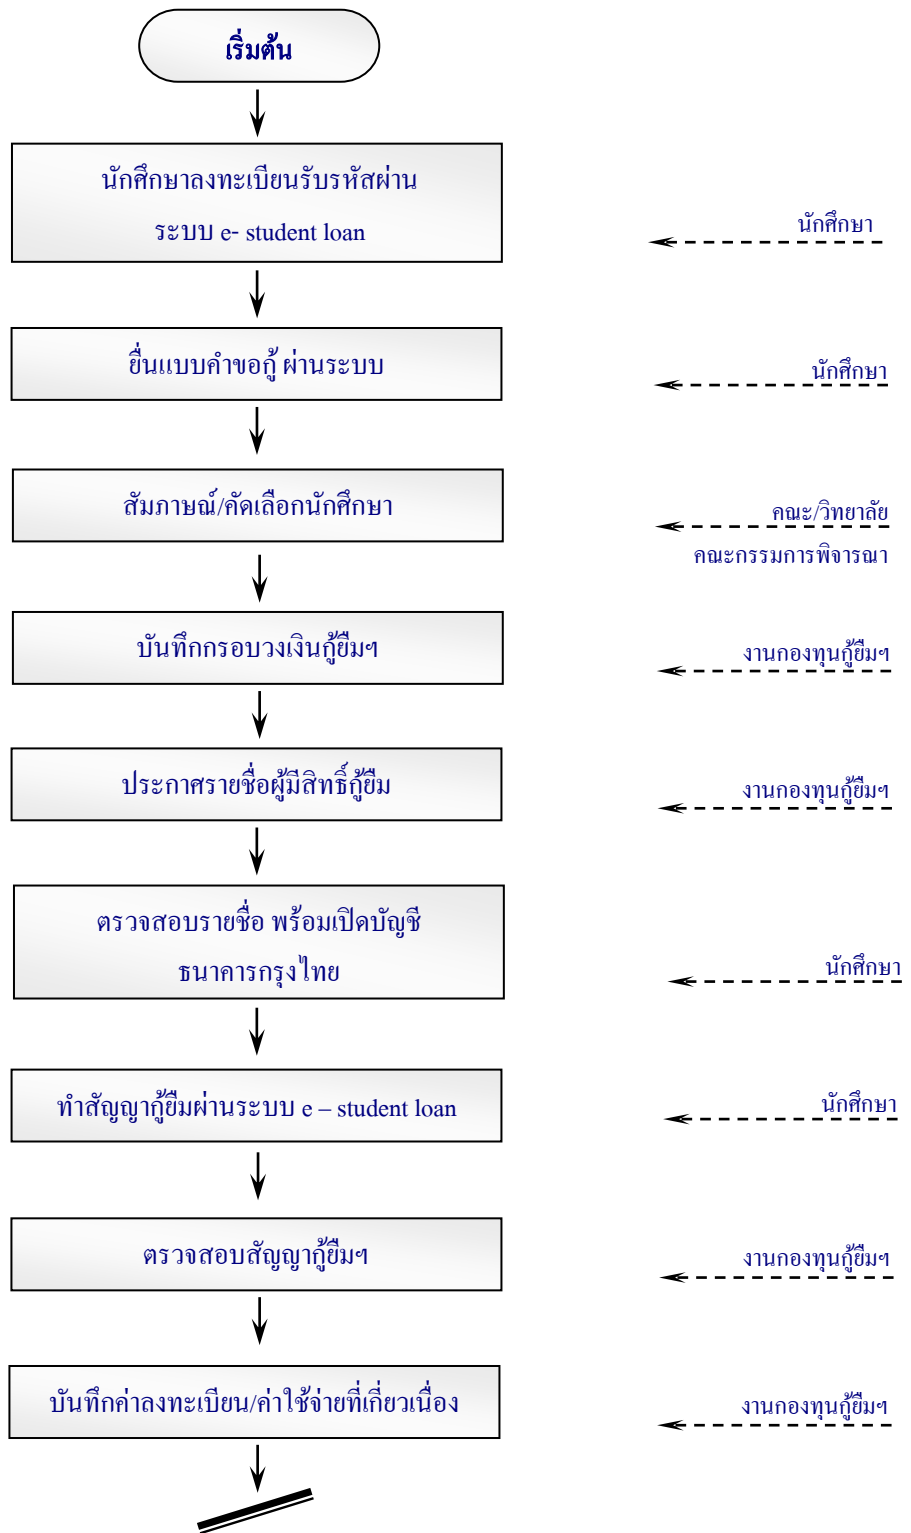 เริ่มต้น
นักศึกษาลงทะเบียนรับรหัสผ่าน
ระบบ e- student loan
นักศึกษา
ยื่นแบบคำขอกู้ ผ่านระบบ
นักศึกษา
สัมภาษณ์/คัดเลือกนักศึกษา
คณะ/วิทยาลัย
คณะกรรมการพิจารณา
บันทึกกรอบวงเงินกู้ยืมฯ
งานกองทุนกู้ยืมฯ
ประกาศรายชื่อผู้มีสิทธิ์กู้ยืม
งานกองทุนกู้ยืมฯ
ตรวจสอบรายชื่อ พร้อมเปิดบัญชี
ธนาคารกรุงไทย
นักศึกษา
ทำสัญญากู้ยืมผ่านระบบ e – student loan
นักศึกษา
ตรวจสอบสัญญากู้ยืมฯ
งานกองทุนกู้ยืมฯ
บันทึกค่าลงทะเบียน/ค่าใช้จ่ายที่เกี่ยวเนื่อง
งานกองทุนกู้ยืมฯ